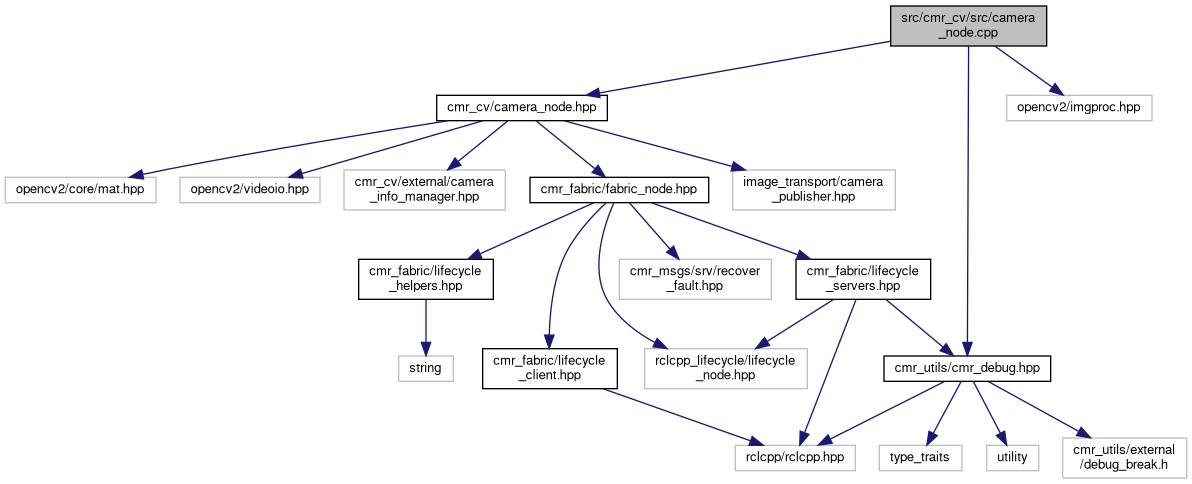 src/cmr_cv/src/camera
_node.cpp
cmr_cv/camera_node.hpp
opencv2/imgproc.hpp
opencv2/core/mat.hpp
opencv2/videoio.hpp
cmr_cv/external/camera
_info_manager.hpp
cmr_fabric/fabric_node.hpp
image_transport/camera
_publisher.hpp
cmr_fabric/lifecycle
_helpers.hpp
cmr_msgs/srv/recover
_fault.hpp
cmr_fabric/lifecycle
_servers.hpp
string
cmr_fabric/lifecycle
_client.hpp
rclcpp_lifecycle/lifecycle
_node.hpp
cmr_utils/cmr_debug.hpp
rclcpp/rclcpp.hpp
type_traits
utility
cmr_utils/external
/debug_break.h